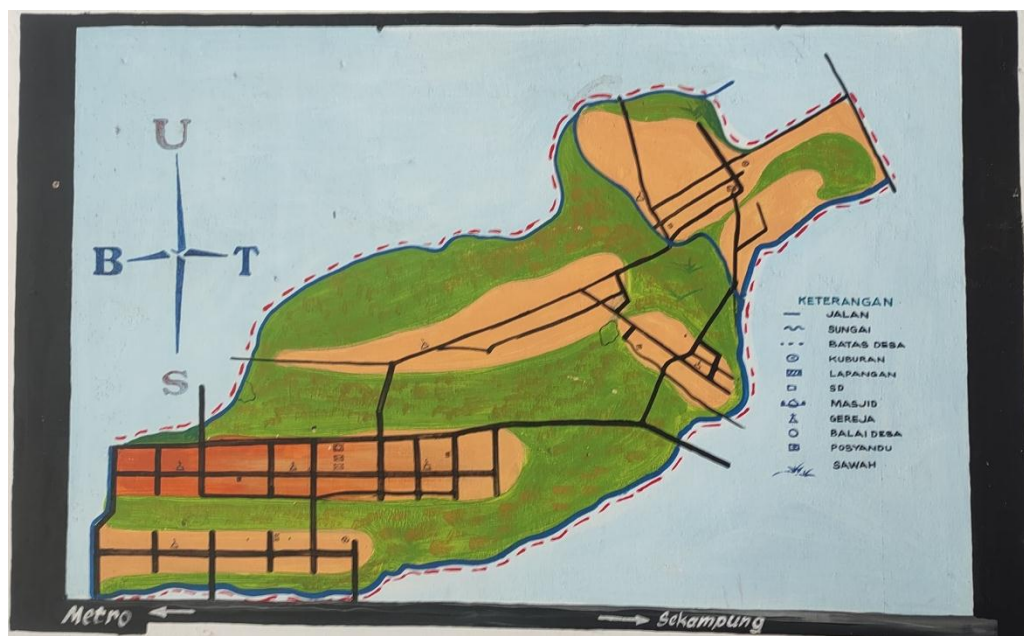 U
B T
S
KETERANGAN
JALAN
SUNGAI
BATAS DESA
KUBURAN
LAPANGAN
SD
MASJID
GEREJA
BALAI DESA
POSYANDU
SAWAH
Metro
Sekampung